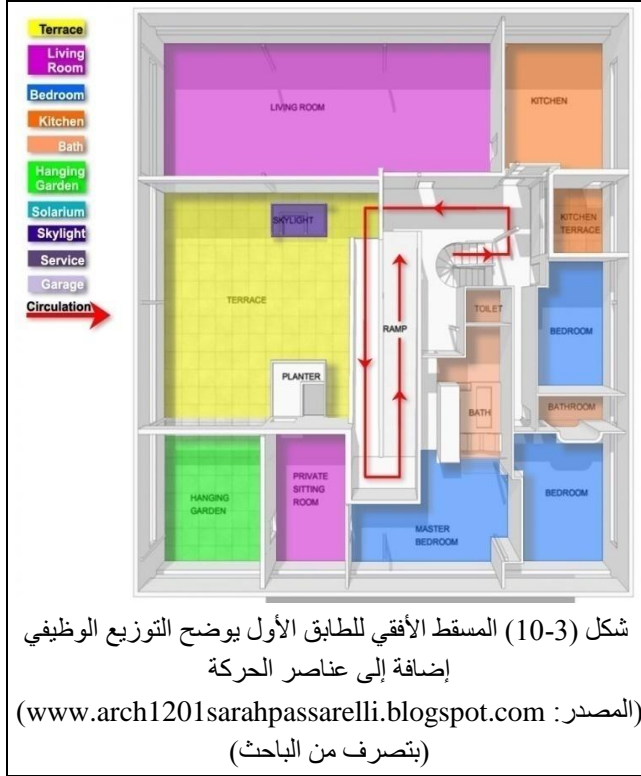 Terrace
Living
Room
Bedroom
Kitchen
Bath
Hanging
Garden
Solarium
Skylight
Service
Garage
Circulation
LIVING ROOM
KITCHEN
SKYLIGHT
KITCHEN
TERRACE
TERRACE
RAMP
TOILET
BEDROOM
PLANTER
BATH
BATHROOM
HANGING
GARDEN
PRIVATE
SITTING
ROOM
MASTER
BEDROOM
BEDROOM
شكل (3-10) المسقط الأفقي للطابق الأول يوضح التوزيع الوظيفي
إضافة إلى عناصر الحركة
(المصدر: www.arch1201sarahpassarelli.blogspot.com)
(بتصرف من الباحث)